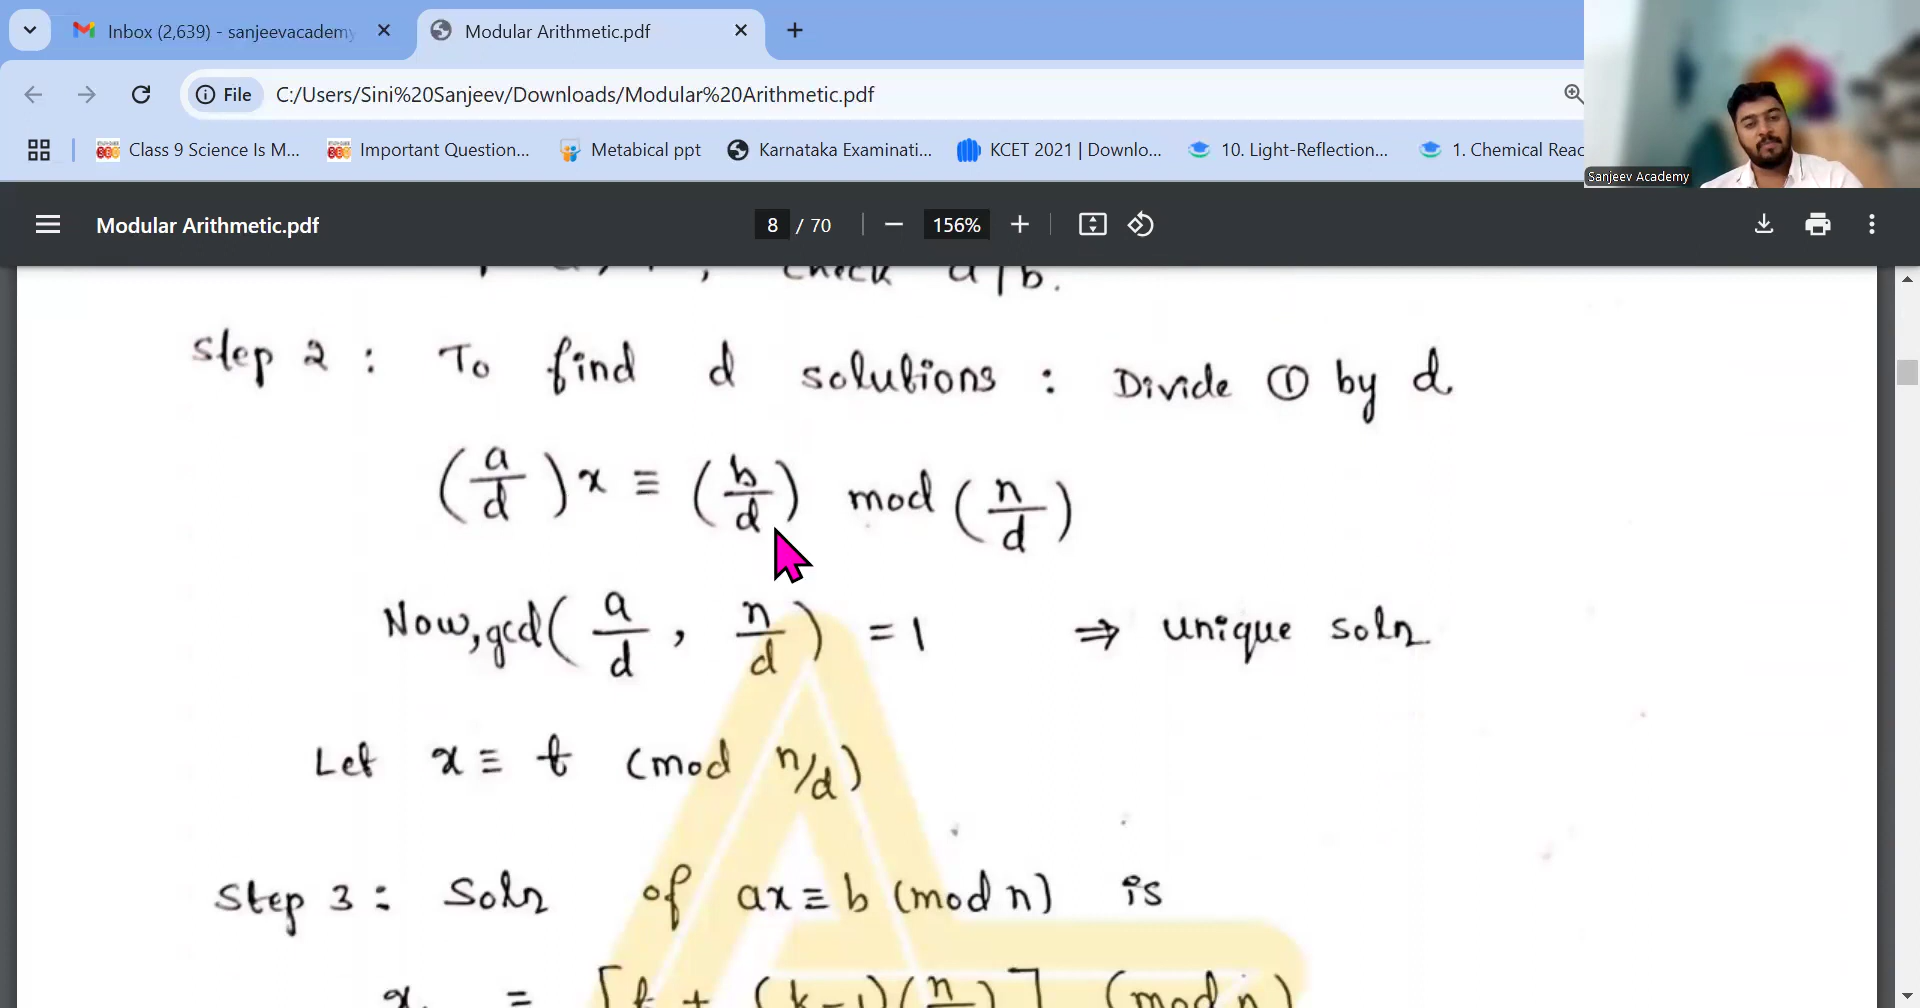 Inbox (2,639) - sanjeevacademy
Modular Arithmetic.pdf
File
C:/Users/Sini%20Sanjeev/Downloads/Modular%20Arithmetic.pdf
Class 9 Science Is M...
Important Question...
Metabical ppt
Karnataka Examinati...
KCET 2021 | Downlo...
10. Light-Reflection...
1. Chemical Reac
Sanjeev Academy
Modular Arithmetic.pdf
8 / 70
156%
check d/b.
Step 2 : To find d solutions : Divide ① by d.
(a/d)x ≡ (b/d) mod (n/d)
Now, gcd(a/d, n/d) = 1 ⇒ unique soln
Let x ≡ t (mod n/d)
Step 3 : Soln of ax ≡ b (mod n) is
= [t + (k-1)(n/ )] (mod n)